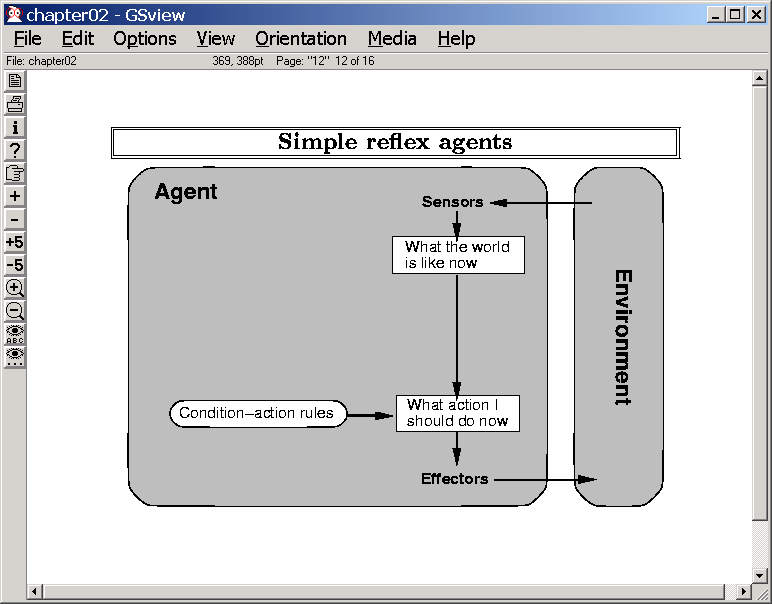 chapter02 - GSview
File Edit Options View Orientation Media Help
File: chapter02 369, 388pt Page: "12" 12 of 16
i
?
+
-
+5
-5
ABC
Simple reflex agents
Agent
Sensors
What the world
is like now
Environment
Condition−action rules
What action I
should do now
Effectors